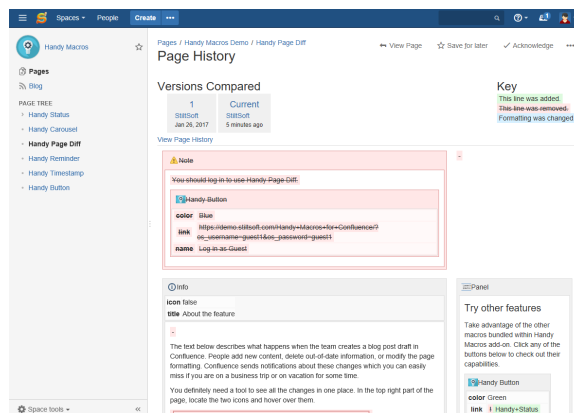 Spaces
People
Create
Handy Macros
Pages
Blog
PAGE TREE
Handy Status
Handy Carousel
Handy Page Diff
Handy Reminder
Handy Timestamp
Handy Button
Space tools
Pages / Handy Macros Demo / Handy Page Diff
View Page
Save for later
Acknowledge
Page History
Versions Compared
1
StiltSoft
Jan 26, 2017
Current
StiltSoft
5 minutes ago
Key
This line was added.
This line was removed.
Formatting was changed
View Page History
Note
You should log in to use Handy Page Diff.
Handy Button
color Blue
link https://demo.stiltsoft.com/Handy+Macros+for+Confluence/?
os_username=guest1&os_password=guest1
name Log in as Guest
Info
icon false
title About the feature
The text below describes what happens when the team creates a blog post draft in
Confluence. People add new content, delete out-of-date information, or modify the page
formatting. Confluence sends notifications about these changes which you can easily
miss if you are on a business trip or on vacation for some time.
You definitely need a tool to see all the changes in one place. In the top right part of the
page, locate the two icons and hover over them.
Panel
Try other features
Take advantage of the other
macros bundled within Handy
Macros add-on. Click any of the
buttons below to check out their
capabilities.
Handy Button
color Green
link Handy+Status